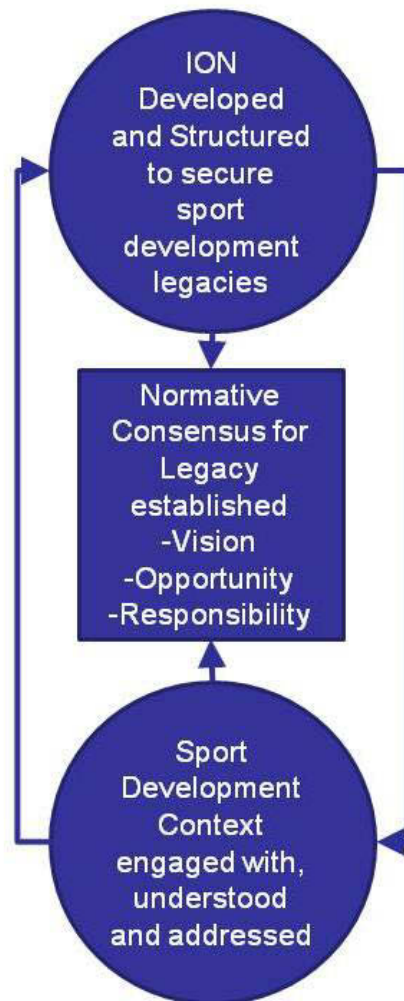 ION
Developed
and Structured
to secure
sport
development
legacies
Normative
Consensus for
Legacy
established
-Vision
-Opportunity
-Responsibility
Sport
Development
Context
engaged with,
understood
and addressed